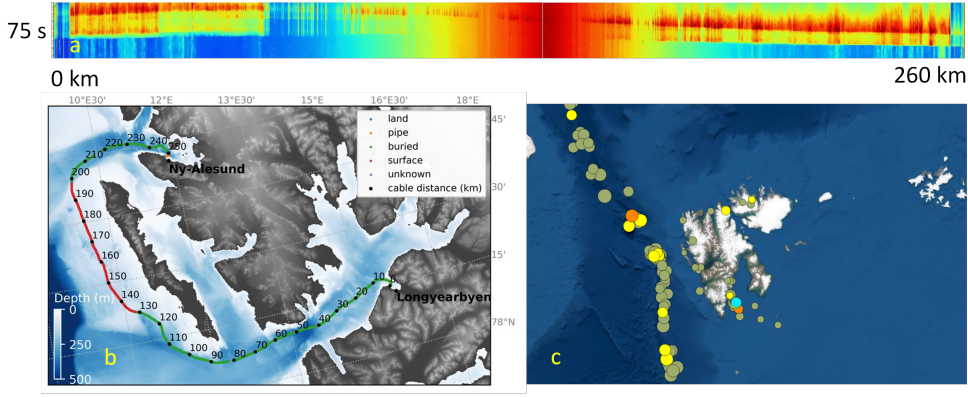 75 s
a
0 km
260 km
10°E30' 12°E 13°E30' 15°E 16°E30' 18°E
45'
30'
15'
78°N
land
pipe
buried
surface
unknown
cable distance (km)
Ny-Ålesund
Longyearbyen
0
10
20
30
40
50
60
70
80
90
100
110
120
130
140
150
160
170
180
190
200
210
220
230
240
250
Depth (m)
0
250
500
b
c